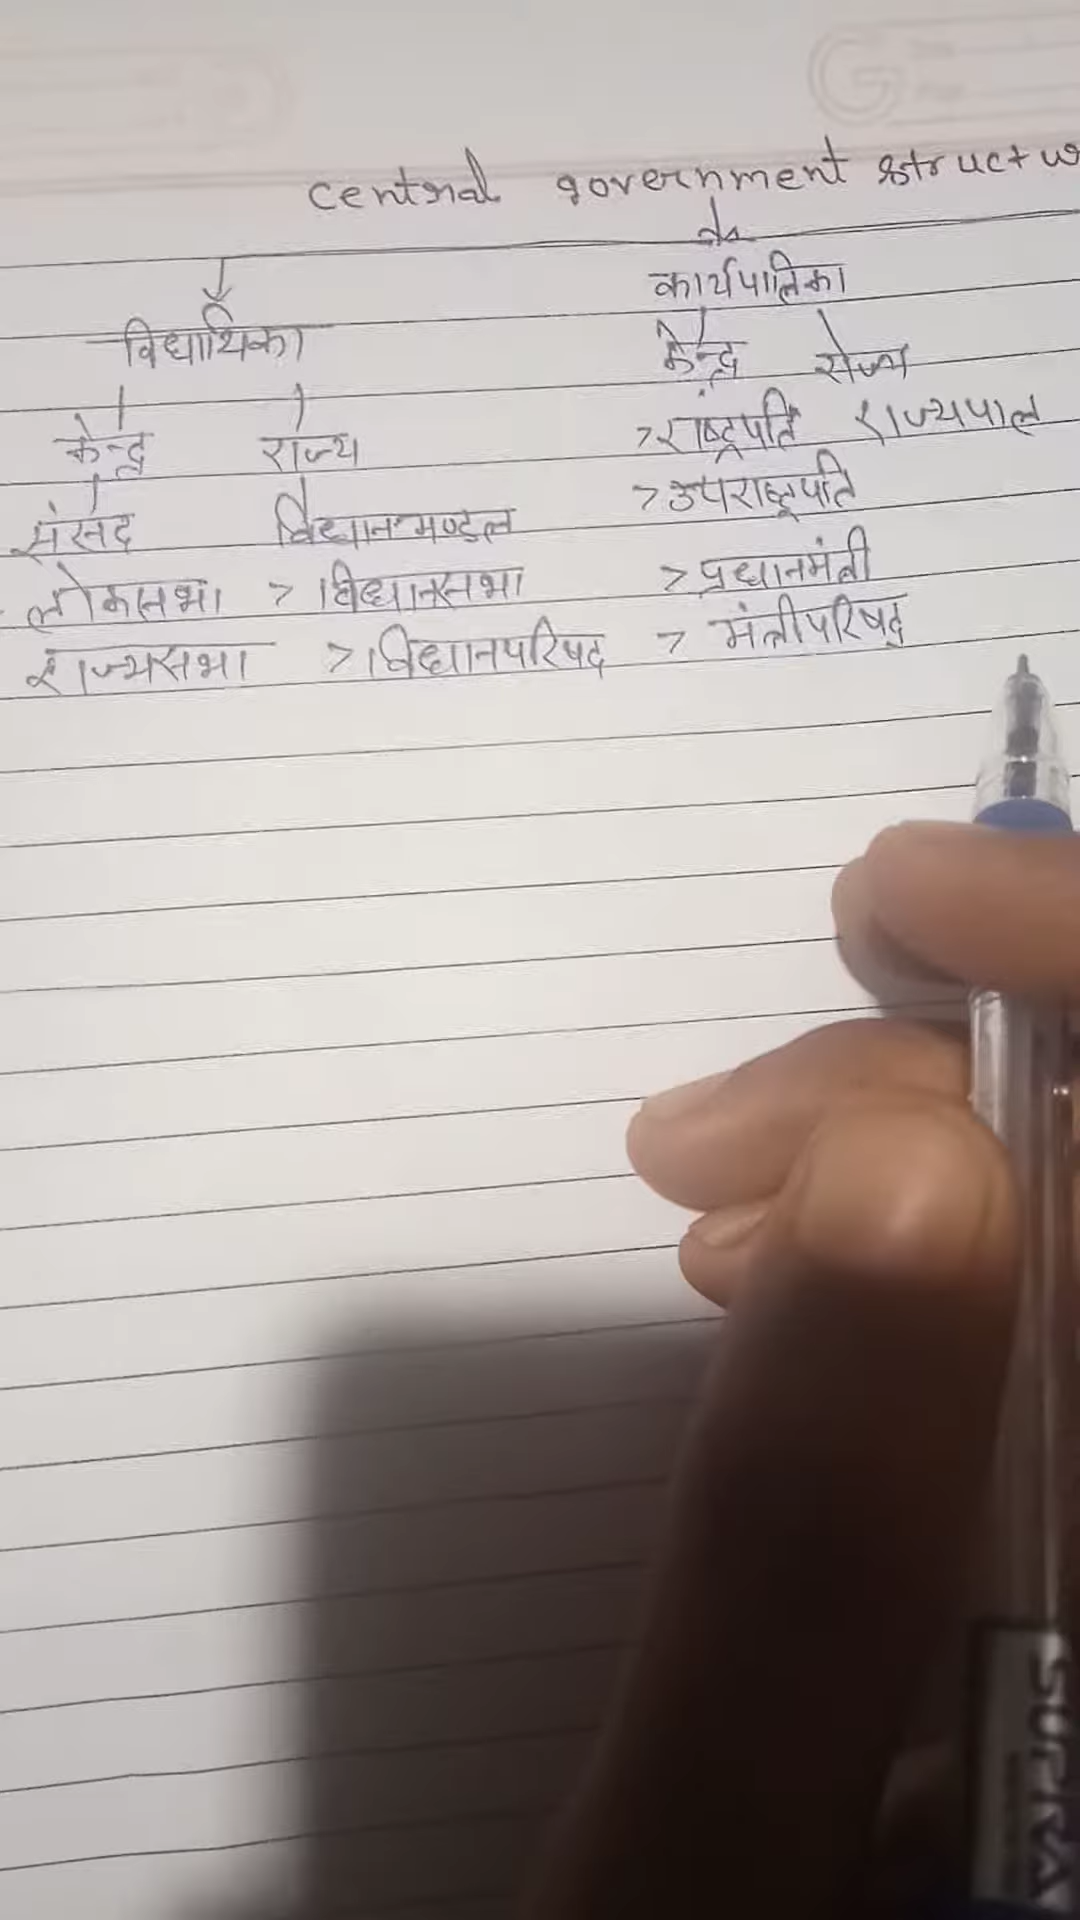 central government structu
कार्यपालिका
विधायिका
केन्द्र राज्य
केन्द्र राज्य
>राष्ट्रपति राज्यपाल
संसद विधानमण्डल
>उपराष्ट्रपति
लोकसभा > विधानसभा > प्रधानमंत्री
राज्यसभा > विधानपरिषद > मंत्रीपरिषद्